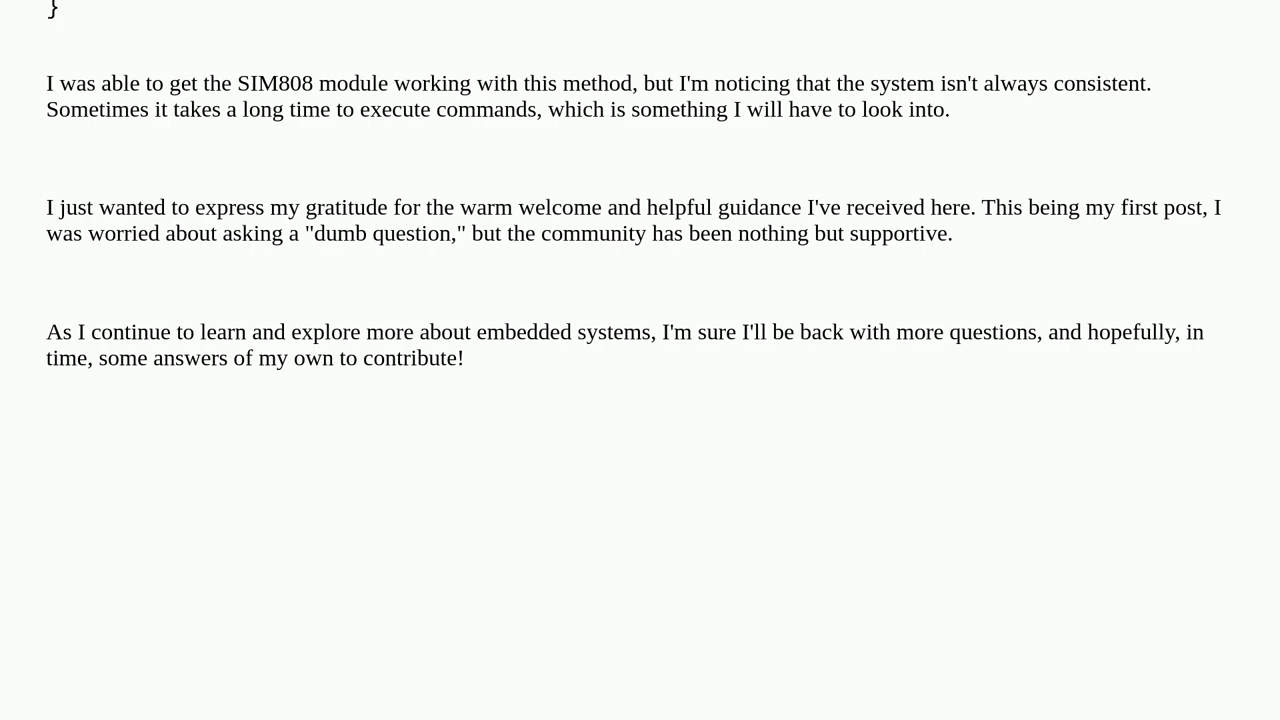 }
I was able to get the SIM808 module working with this method, but I'm noticing that the system isn't always consistent.
Sometimes it takes a long time to execute commands, which is something I will have to look into.
I just wanted to express my gratitude for the warm welcome and helpful guidance I've received here. This being my first post, I
was worried about asking a "dumb question," but the community has been nothing but supportive.
As I continue to learn and explore more about embedded systems, I'm sure I'll be back with more questions, and hopefully, in
time, some answers of my own to contribute!